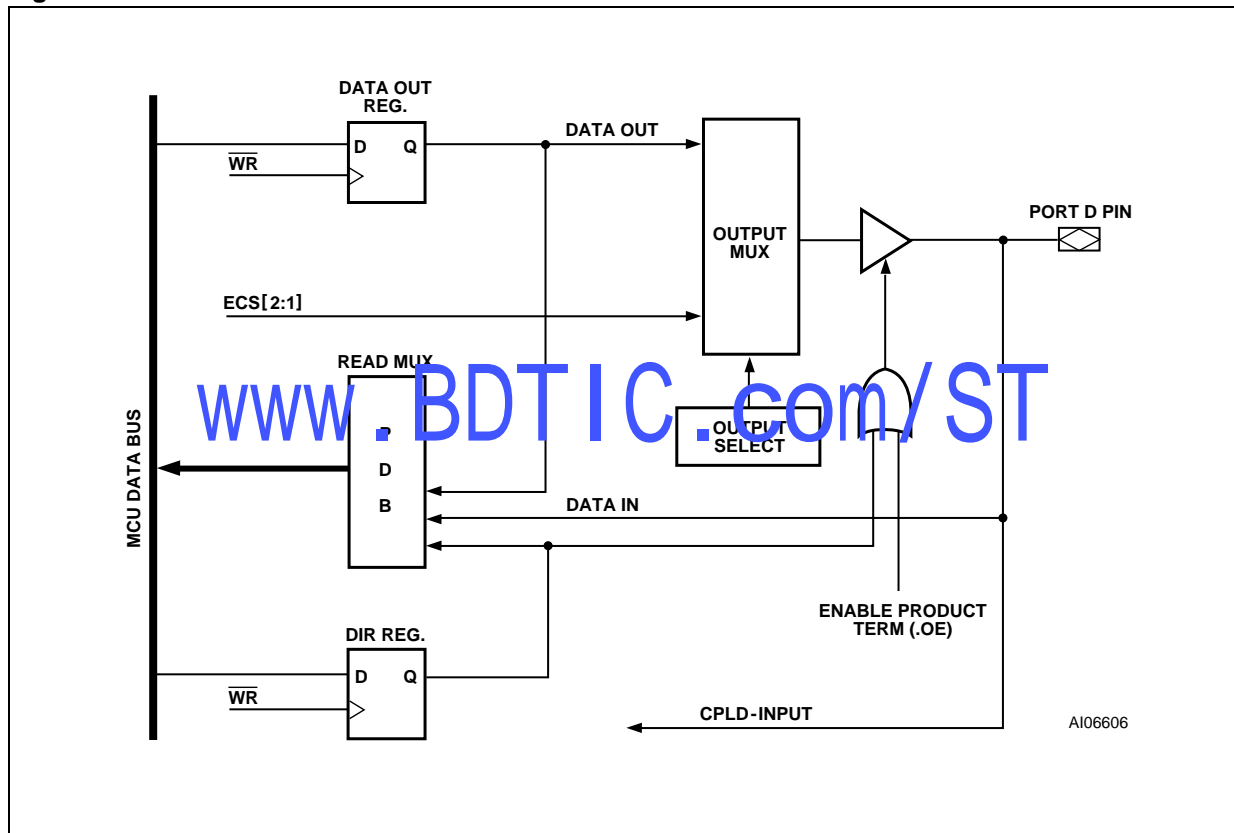 DATA OUT
REG.
D Q
WR
DATA OUT
PORT D PIN
OUTPUT
MUX
ECS[2:1]
READ MUX
www.BDTIC.com/ST
P
D
B
OUTPUT
SELECT
MCU DATA BUS
DATA IN
ENABLE PRODUCT
TERM (.OE)
DIR REG.
D Q
WR
CPLD-INPUT
AI06606